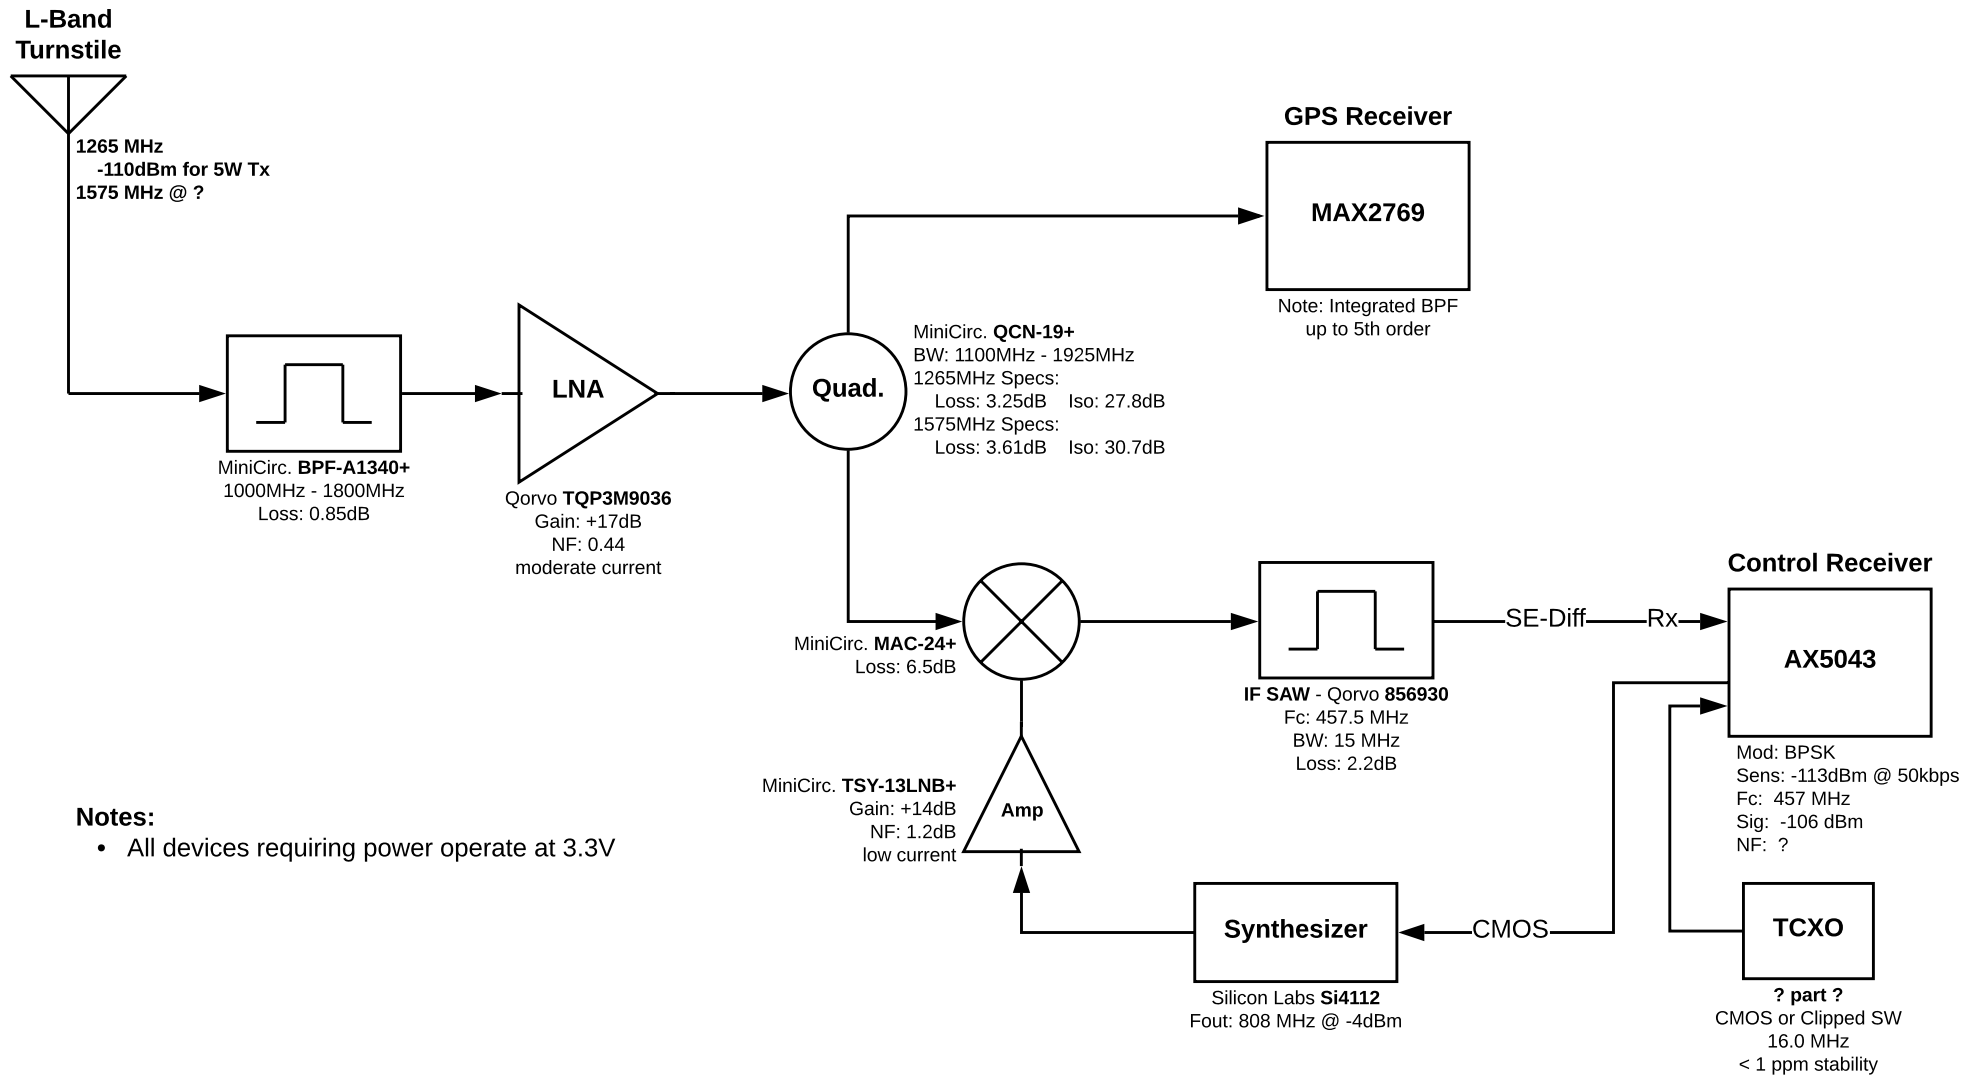 L-Band
Turnstile
1265 MHz
-110dBm for 5W Tx
1575 MHz @ ?
GPS Receiver
MAX2769
Note: Integrated BPF
up to 5th order
MiniCirc. BPF-A1340+
1000MHz - 1800MHz
Loss: 0.85dB
LNA
Qorvo TQP3M9036
Gain: +17dB
NF: 0.44
moderate current
Quad.
MiniCirc. QCN-19+
BW: 1100MHz - 1925MHz
1265MHz Specs:
Loss: 3.25dB Iso: 27.8dB
1575MHz Specs:
Loss: 3.61dB Iso: 30.7dB
MiniCirc. MAC-24+
Loss: 6.5dB
IF SAW - Qorvo 856930
Fc: 457.5 MHz
BW: 15 MHz
Loss: 2.2dB
SE-Diff
Rx
Control Receiver
AX5043
Mod: BPSK
Sens: -113dBm @ 50kbps
Fc: 457 MHz
Sig: -106 dBm
NF: ?
MiniCirc. TSY-13LNB+
Gain: +14dB
NF: 1.2dB
low current
Amp
Notes:
• All devices requiring power operate at 3.3V
Synthesizer
Silicon Labs Si4112
Fout: 808 MHz @ -4dBm
CMOS
TCXO
? part ?
CMOS or Clipped SW
16.0 MHz
< 1 ppm stability